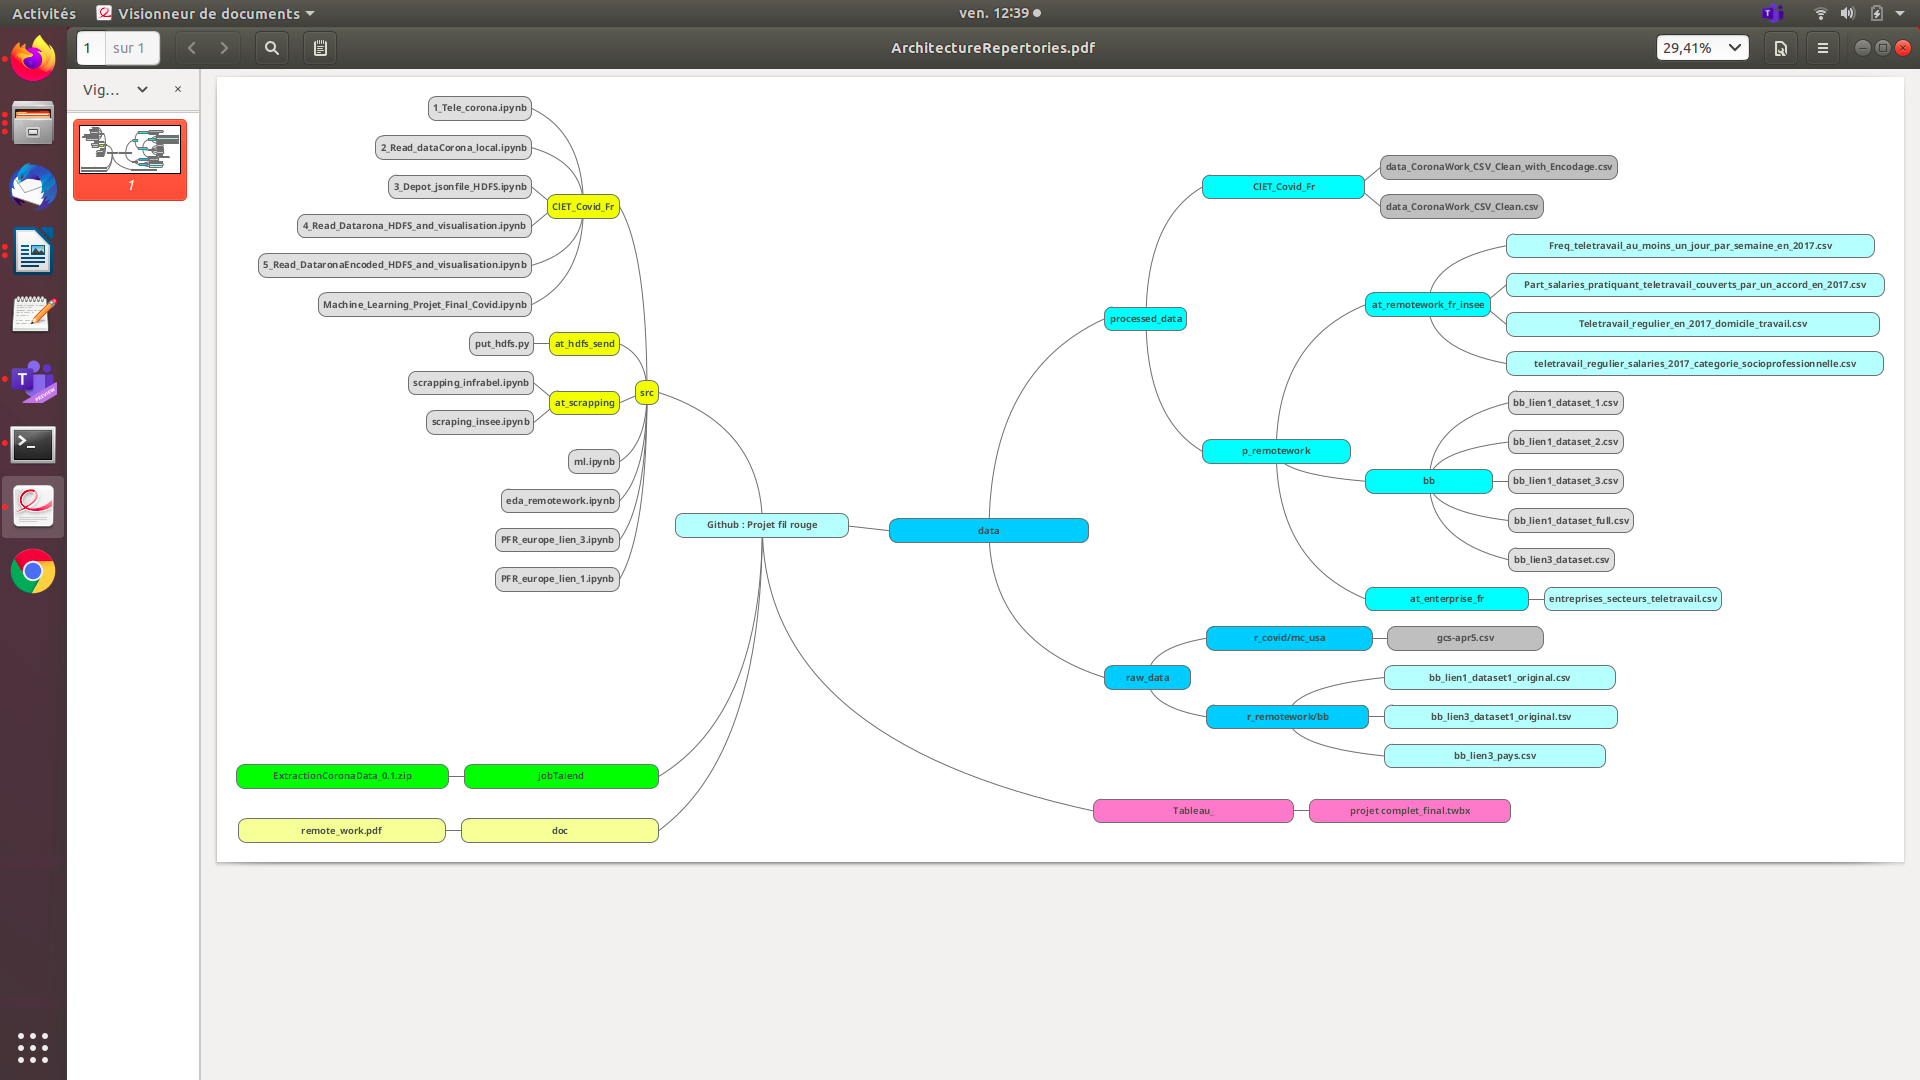 Activités
Visionneur de documents
ven. 12:39
1
sur 1
ArchitectureRepertories.pdf
29,41%
Vig...
1
1_Tele_corona.ipynb
2_Read_dataCorona_local.ipynb
3_Depot_jsonfile_HDFS.ipynb
CIET_Covid_Fr
4_Read_Datarona_HDFS_and_visualisation.ipynb
5_Read_DataronaEncoded_HDFS_and_visualisation.ipynb
Machine_Learning_Projet_Final_Covid.ipynb
put_hdfs.py
at_hdfs_send
scrapping_infrabel.ipynb
at_scrapping
scraping_insee.ipynb
src
ml.ipynb
eda_remotework.ipynb
PFR_europe_lien_3.ipynb
PFR_europe_lien_1.ipynb
Github : Projet fil rouge
data
processed_data
CIET_Covid_Fr
data_CoronaWork_CSV_Clean_with_Encodage.csv
data_CoronaWork_CSV_Clean.csv
p_remotework
at_remotework_fr_insee
Freq_teletravail_au_moins_un_jour_par_semaine_en_2017.csv
Part_salaries_pratiquant_teletravail_couverts_par_un_accord_en_2017.csv
Teletravail_regulier_en_2017_domicile_travail.csv
teletravail_regulier_salaries_2017_categorie_socioprofessionnelle.csv
bb
bb_lien1_dataset_1.csv
bb_lien1_dataset_2.csv
bb_lien1_dataset_3.csv
bb_lien1_dataset_full.csv
bb_lien3_dataset.csv
at_enterprise_fr
entreprises_secteurs_teletravail.csv
raw_data
r_covid/mc_usa
gcs-apr5.csv
r_remotework/bb
bb_lien1_dataset1_original.csv
bb_lien3_dataset1_original.tsv
bb_lien3_pays.csv
ExtractionCoronaData_0.1.zip
jobTalend
remote_work.pdf
doc
Tableau_
projet complet_final.twbx